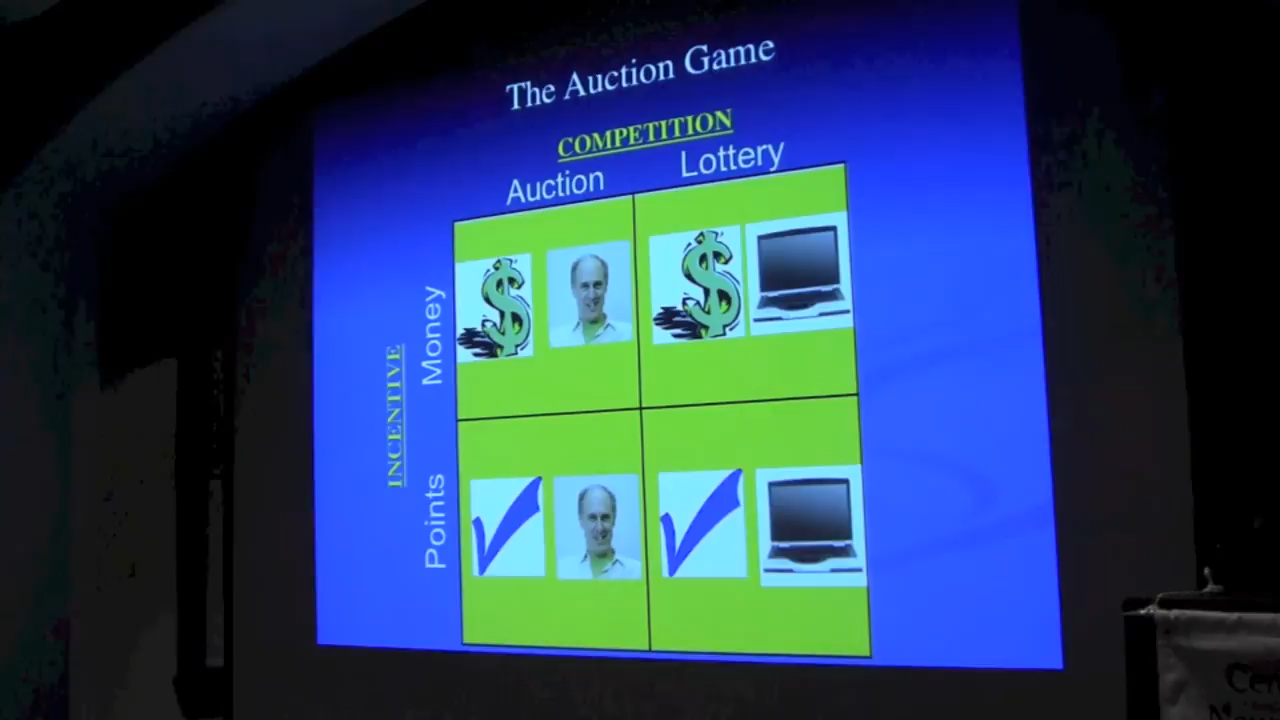 The Auction Game
COMPETITION
Auction
Lottery
INCENTIVE
Money
Points